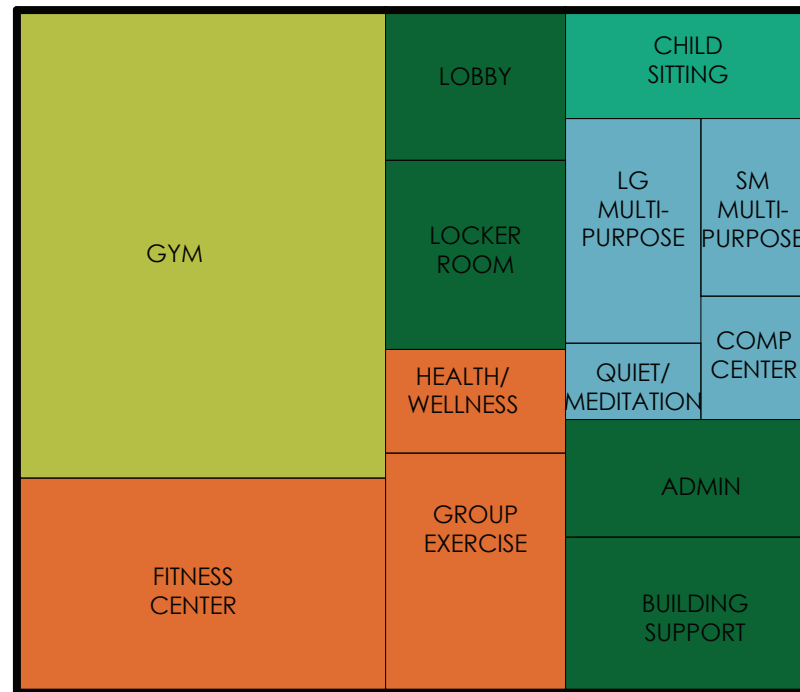 GYM
FITNESS
CENTER
LOBBY
LOCKER
ROOM
HEALTH/
WELLNESS
GROUP
EXERCISE
CHILD
SITTING
LG
MULTI-
PURPOSE
SM
MULTI-
PURPOSE
QUIET/
MEDITATION
COMP
CENTER
ADMIN
BUILDING
SUPPORT